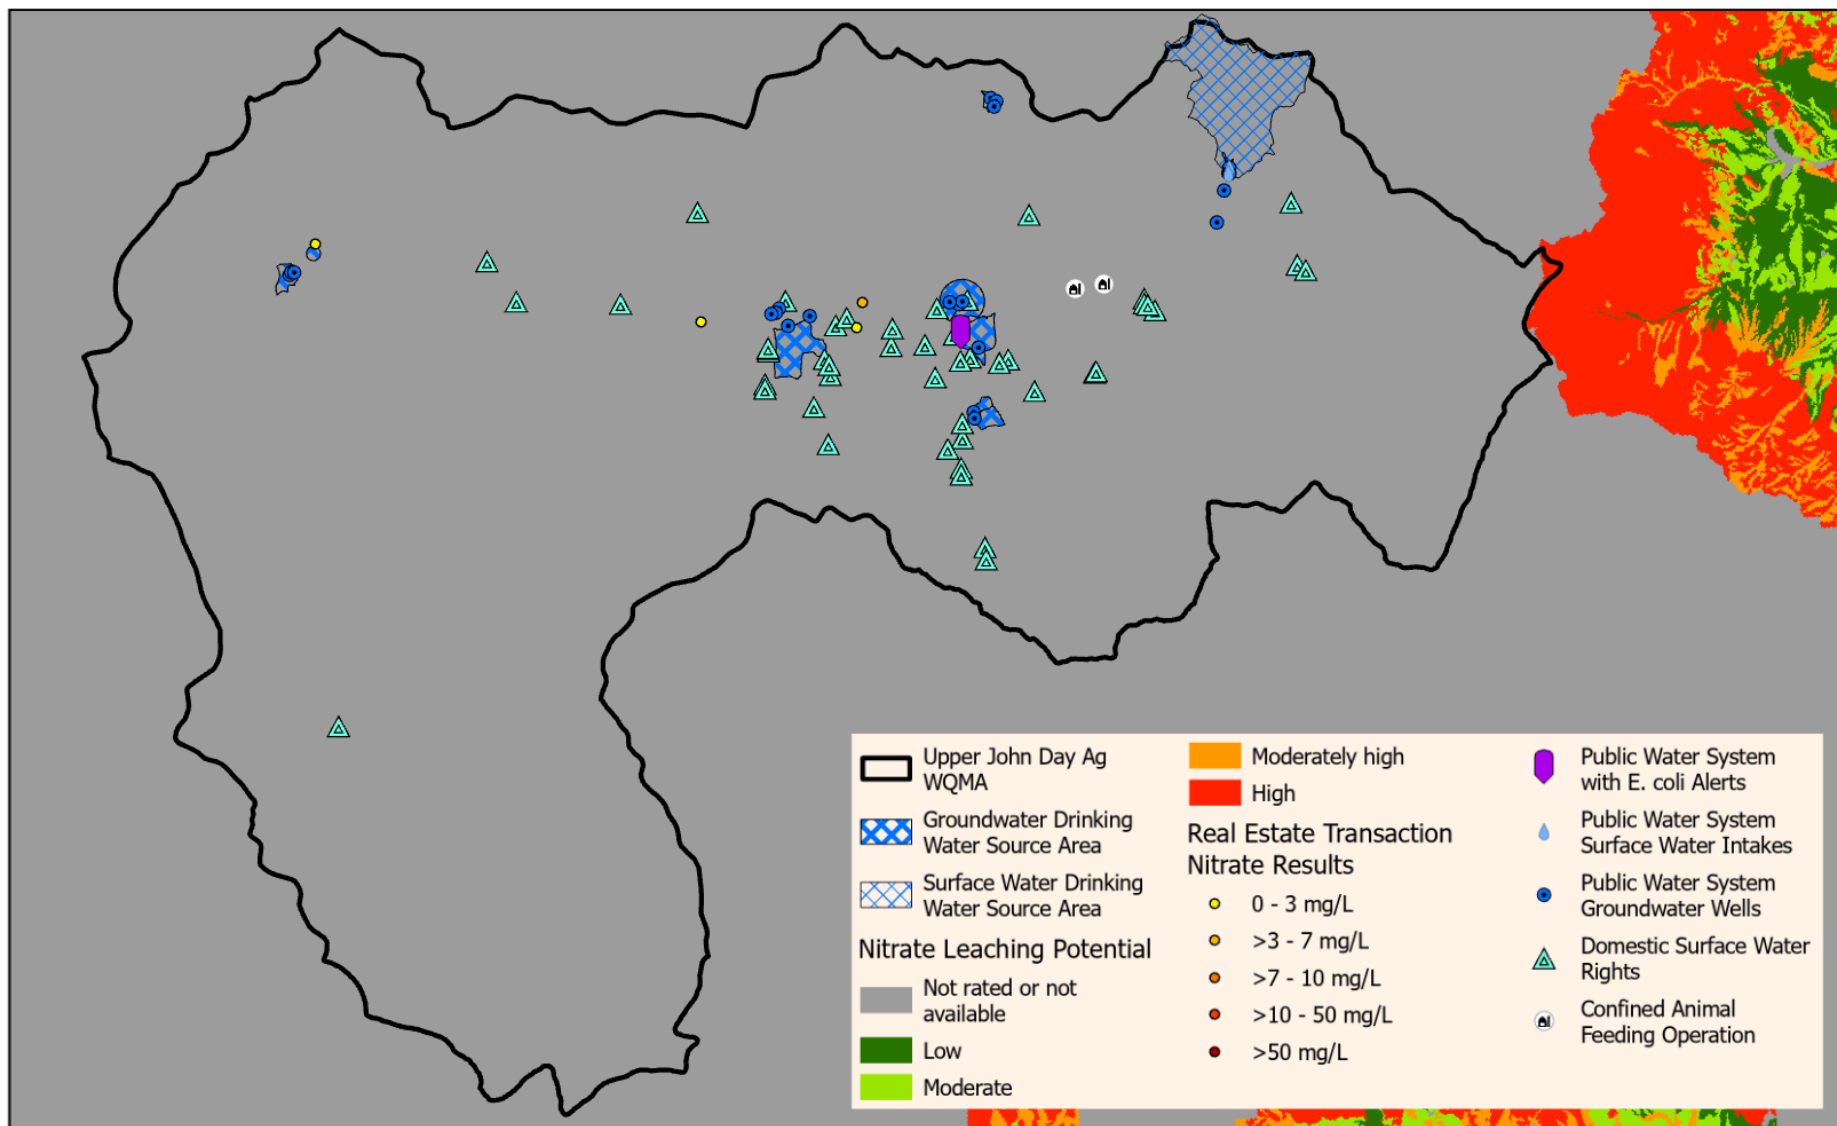 Upper John Day Ag
WQMA
Groundwater Drinking
Water Source Area
Surface Water Drinking
Water Source Area
Nitrate Leaching Potential
Not rated or not
available
Low
Moderate
Moderately high
High
Real Estate Transaction
Nitrate Results
0 - 3 mg/L
>3 - 7 mg/L
>7 - 10 mg/L
>10 - 50 mg/L
>50 mg/L
Public Water System
with E. coli Alerts
Public Water System
Surface Water Intakes
Public Water System
Groundwater Wells
Domestic Surface Water
Rights
Confined Animal
Feeding Operation